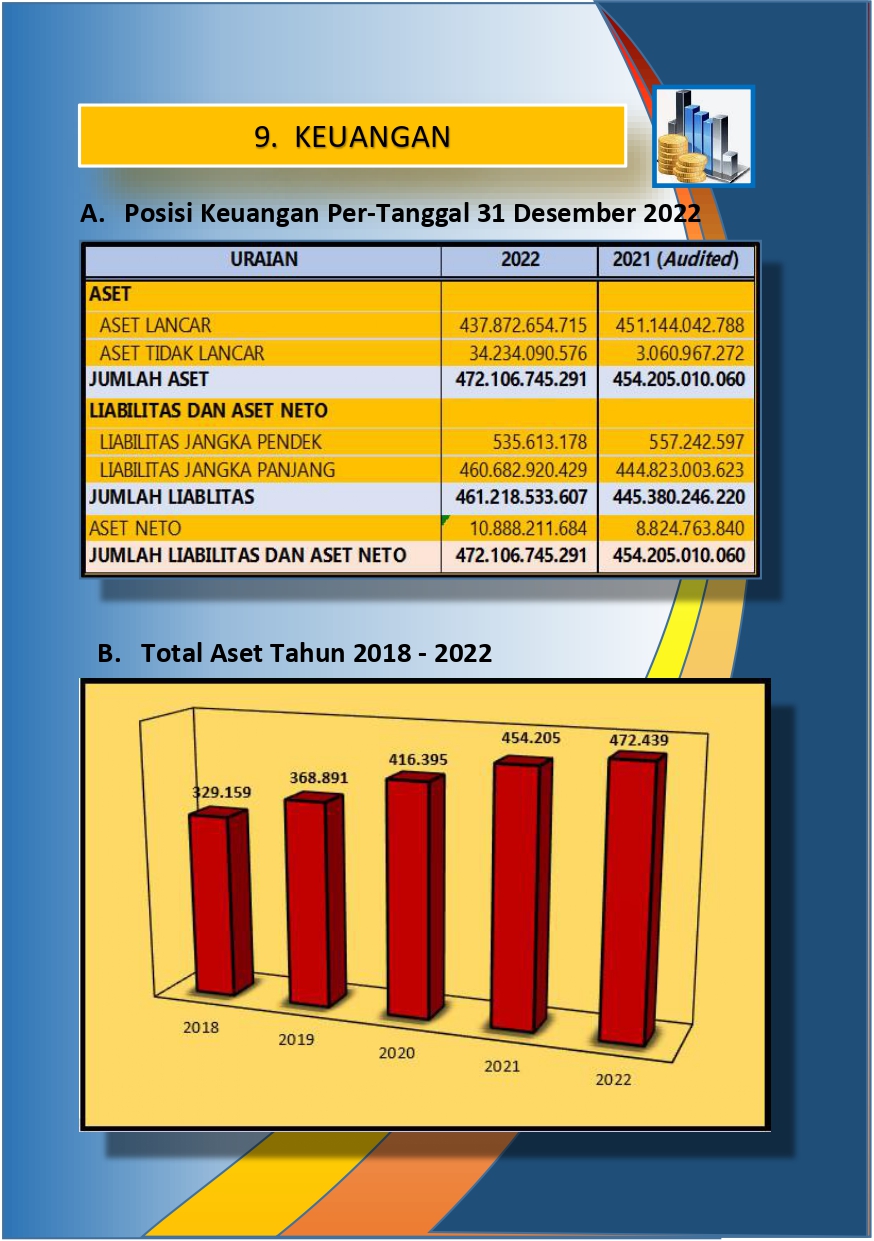 9. KEUANGAN
A. Posisi Keuangan Per-Tanggal 31 Desember 2022
URAIAN 2022 2021 (Audited)
ASET
ASET LANCAR 437.872.654.715 451.144.042.788
ASET TIDAK LANCAR 34.234.090.576 3.060.967.272
JUMLAH ASET 472.106.745.291 454.205.010.060
LIABILITAS DAN ASET NETO
LIABILITAS JANGKA PENDEK 535.613.178 557.242.597
LIABILITAS JANGKA PANJANG 460.682.920.429 444.823.003.623
JUMLAH LIABLITAS 461.218.533.607 445.380.246.220
ASET NETO 10.888.211.684 8.824.763.840
JUMLAH LIABILITAS DAN ASET NETO 472.106.745.291 454.205.010.060
B. Total Aset Tahun 2018 - 2022
329.159 368.891 416.395 454.205 472.439
2018 2019 2020 2021 2022